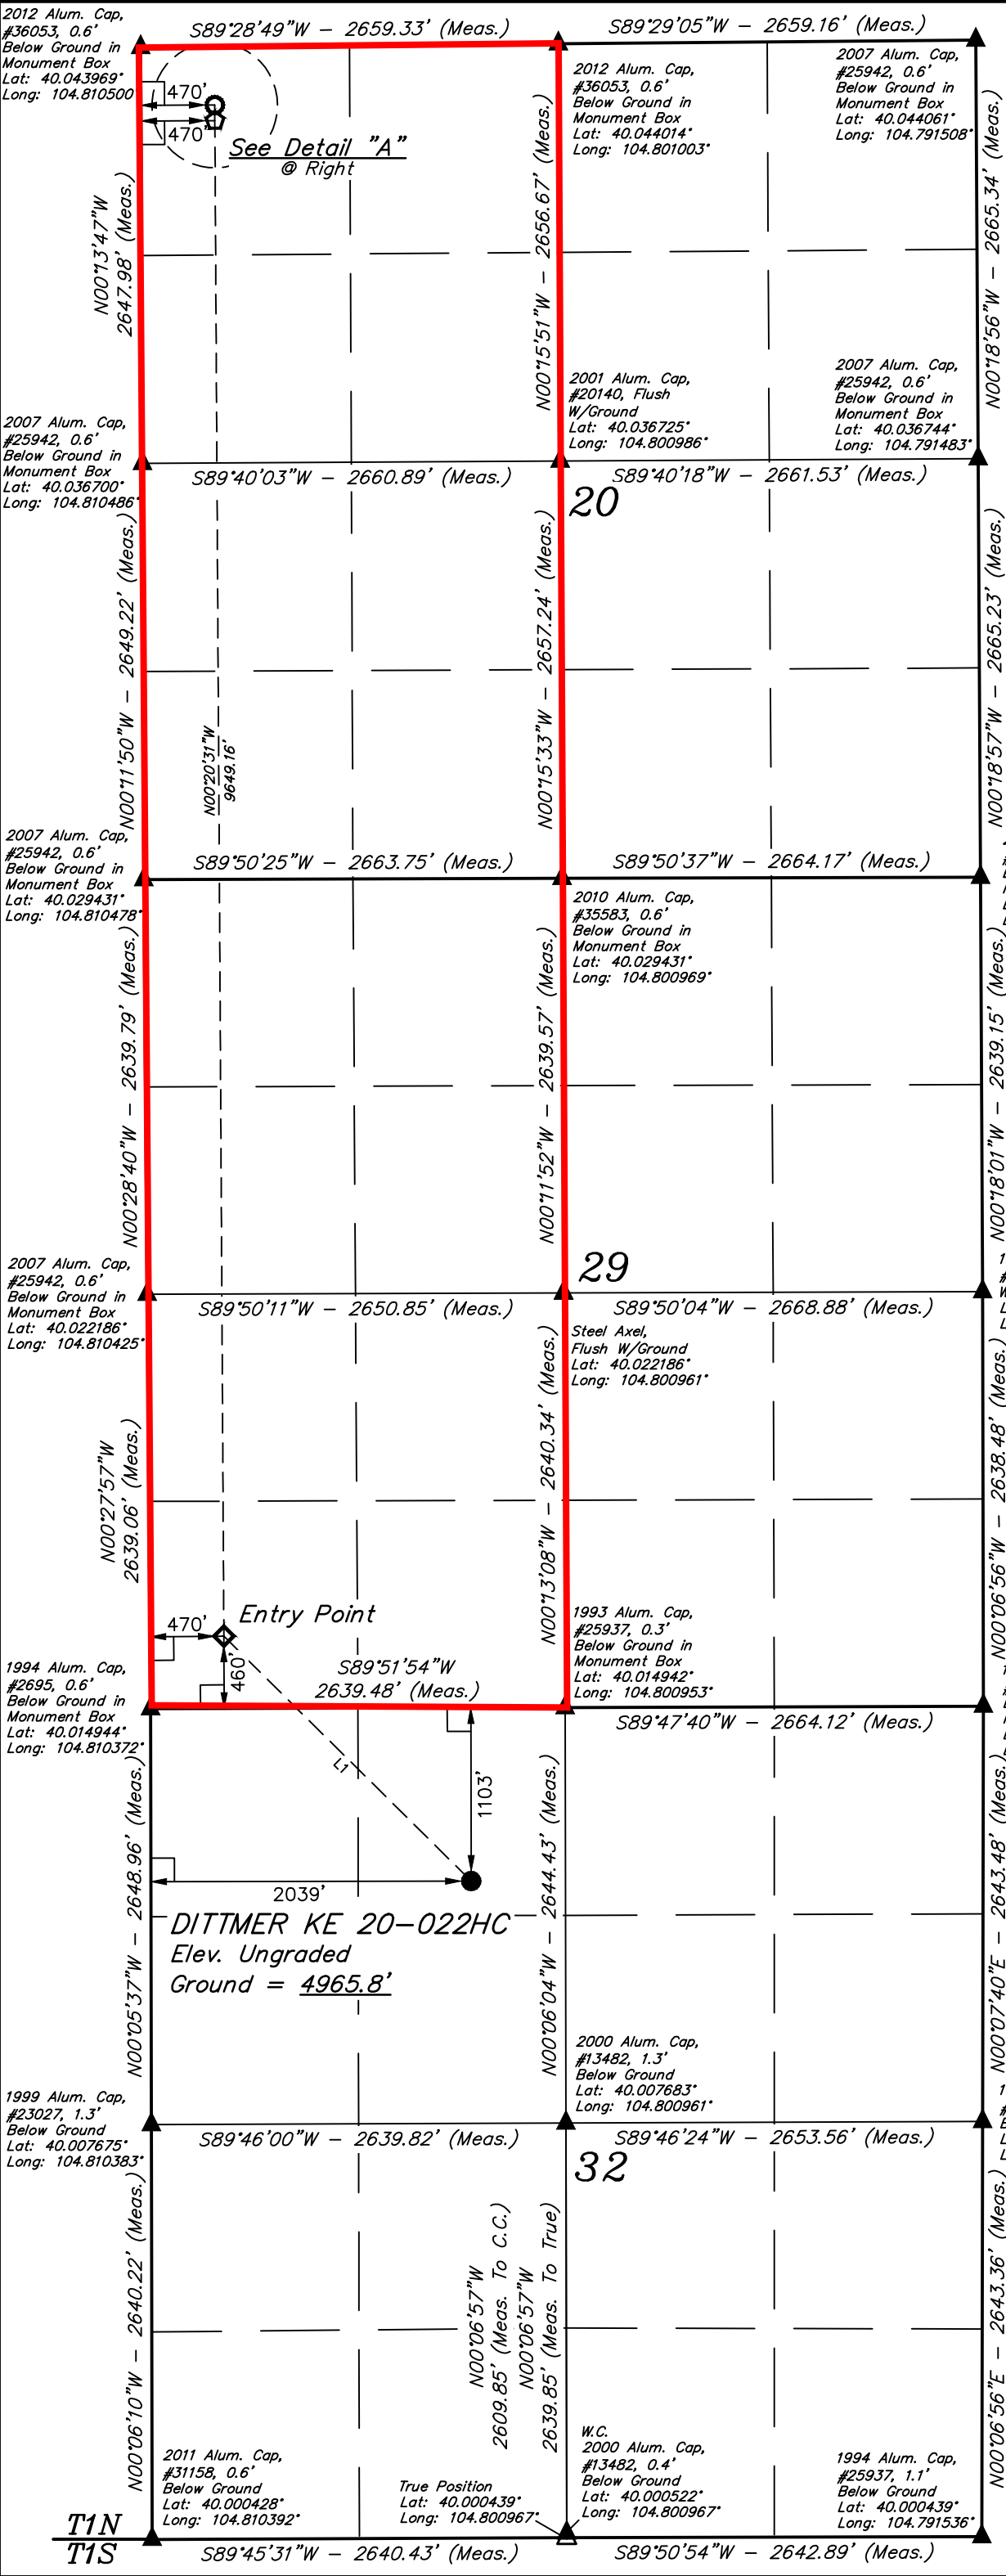 2012 Alum. Cap,
#36053, 0.6'
Below Ground in
Monument Box
Lat: 40.043969°
Long: 104.810500
S89°28'49"W - 2659.33' (Meas.)
S89°29'05"W - 2659.16' (Meas.)
2012 Alum. Cap,
#36053, 0.6'
Below Ground in
Monument Box
Lat: 40.044014°
Long: 104.801003°
2007 Alum. Cap,
#25942, 0.6'
Below Ground in
Monument Box
Lat: 40.044061°
Long: 104.791508°
470'
470'
See Detail "A"
@ Right
N00°13'47"W
2647.98' (Meas.)
N00°15'51"W - 2656.67' (Meas.)
N00°18'56"W - 2665.34' (Meas.)
2001 Alum. Cap,
#20140, Flush
W/Ground
Lat: 40.036725°
Long: 104.800986°
2007 Alum. Cap,
#25942, 0.6'
Below Ground in
Monument Box
Lat: 40.036744°
Long: 104.791483°
2007 Alum. Cap,
#25942, 0.6'
Below Ground in
Monument Box
Lat: 40.036700°
Long: 104.810486°
S89°40'03"W - 2660.89' (Meas.)
S89°40'18"W - 2661.53' (Meas.)
20
N00°11'50"W - 2649.22' (Meas.)
N00°20'31"W
9649.16'
N00°15'33"W - 2657.24' (Meas.)
N00°18'57"W - 2665.23' (Meas.)
2007 Alum. Cap,
#25942, 0.6'
Below Ground in
Monument Box
Lat: 40.029431°
Long: 104.810478°
S89°50'25"W - 2663.75' (Meas.)
S89°50'37"W - 2664.17' (Meas.)
2010 Alum. Cap,
#35583, 0.6'
Below Ground in
Monument Box
Lat: 40.029431°
Long: 104.800969°
N00°28'40"W - 2639.79' (Meas.)
N00°11'52"W - 2639.57' (Meas.)
N00°18'01"W - 2639.15' (Meas.)
29
2007 Alum. Cap,
#25942, 0.6'
Below Ground in
Monument Box
Lat: 40.022186°
Long: 104.810425°
S89°50'11"W - 2650.85' (Meas.)
S89°50'04"W - 2668.88' (Meas.)
Steel Axel,
Flush W/Ground
Lat: 40.022186°
Long: 104.800961°
N00°27'57"W
2639.06' (Meas.)
N00°13'08"W - 2640.34' (Meas.)
N00°06'56"W - 2638.48' (Meas.)
Entry Point
470'
460'
1993 Alum. Cap,
#25937, 0.3'
Below Ground in
Monument Box
Lat: 40.014942°
Long: 104.800953°
1994 Alum. Cap,
#2695, 0.6'
Below Ground in
Monument Box
Lat: 40.014944°
Long: 104.810372°
S89°51'54"W
2639.48' (Meas.)
S89°47'40"W - 2664.12' (Meas.)
L1
1103'
2039'
DITTMER KE 20-022HC
Elev. Ungraded
Ground = 4965.8'
N00°05'37"W - 2648.96' (Meas.)
N00°06'04"W - 2644.43' (Meas.)
N00°07'40"E - 2643.48' (Meas.)
2000 Alum. Cap,
#13482, 1.3'
Below Ground
Lat: 40.007683°
Long: 104.800961°
1999 Alum. Cap,
#23027, 1.3'
Below Ground
Lat: 40.007675°
Long: 104.810383°
S89°46'00"W - 2639.82' (Meas.)
S89°46'24"W - 2653.56' (Meas.)
32
N00°06'10"W - 2640.22' (Meas.)
N00°06'57"W
2609.85' (Meas. To C.C.)
N00°06'57"W
2639.85' (Meas. To True)
N00°06'56"E - 2643.36' (Meas.)
2011 Alum. Cap,
#31158, 0.6'
Below Ground
Lat: 40.000428°
Long: 104.810392°
True Position
Lat: 40.000439°
Long: 104.800967°
W.C.
2000 Alum. Cap,
#13482, 0.4'
Below Ground
Lat: 40.000522°
Long: 104.800967°
1994 Alum. Cap,
#25937, 1.1'
Below Ground
Lat: 40.000439°
Long: 104.791536°
T1N
T1S
S89°45'31"W - 2640.43' (Meas.)
S89°50'54"W - 2642.89' (Meas.)